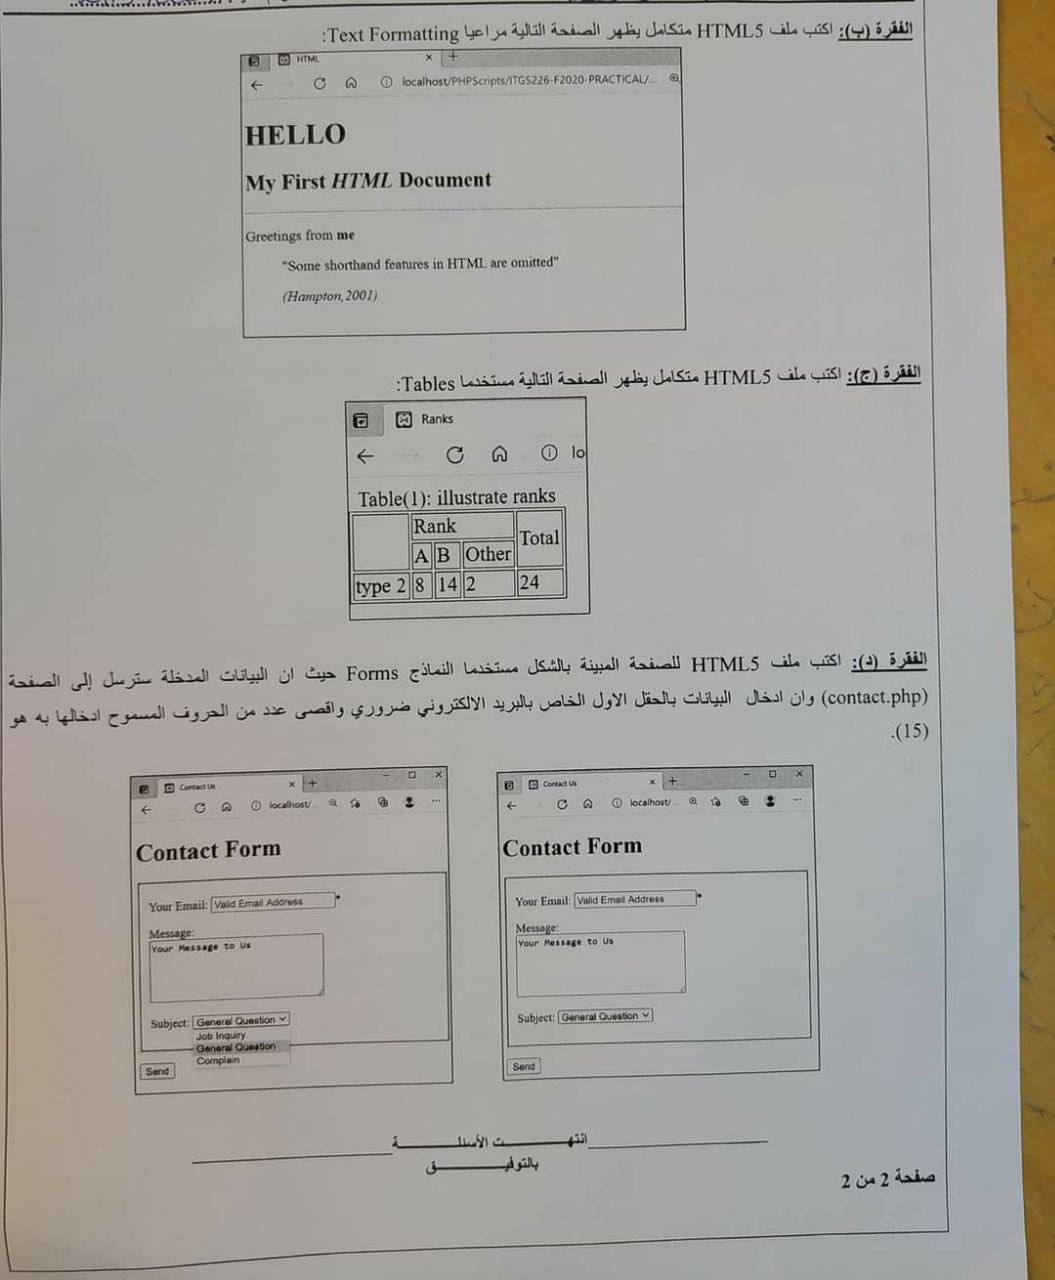 الفقرة (ب): اكتب ملف HTML5 متكامل يظهر الصفحة التالية مراعيا Text Formatting:
HTML
localhost/PHPScripts/ITGS226-F2020-PRACTICAL/...
HELLO
My First HTML Document
Greetings from me
"Some shorthand features in HTML are omitted"
(Hampton,2001)
الفقرة (ج): اكتب ملف HTML5 متكامل يظهر الصفحة التالية مستخدما Tables:
Ranks
lo
Table(1): illustrate ranks
Rank Total
A B Other
type 2 8 14 2 24
الفقرة (د): اكتب ملف HTML5 للصفحة المبينة بالشكل مستخدما النماذج Forms حيث ان البيانات المدخلة سترسل إلى الصفحة
(contact.php) وان ادخال البيانات بالحقل الاول الخاص بالبريد الالكتروني ضروري واقصى عدد من الحروف المسموح ادخالها به هو
(15).
Contact Us
localhost/...
Contact Form
Your Email: Valid Email Address *
Message:
Your Message to Us
Subject: General Question
Job Inquiry
General Question
Complain
Send
Contact Us
localhost/...
Contact Form
Your Email: Valid Email Address *
Message:
Your Message to Us
Subject: General Question
Send
انتهـــت الأسئلـــة
بالتوفيـــق
صفحة 2 من 2